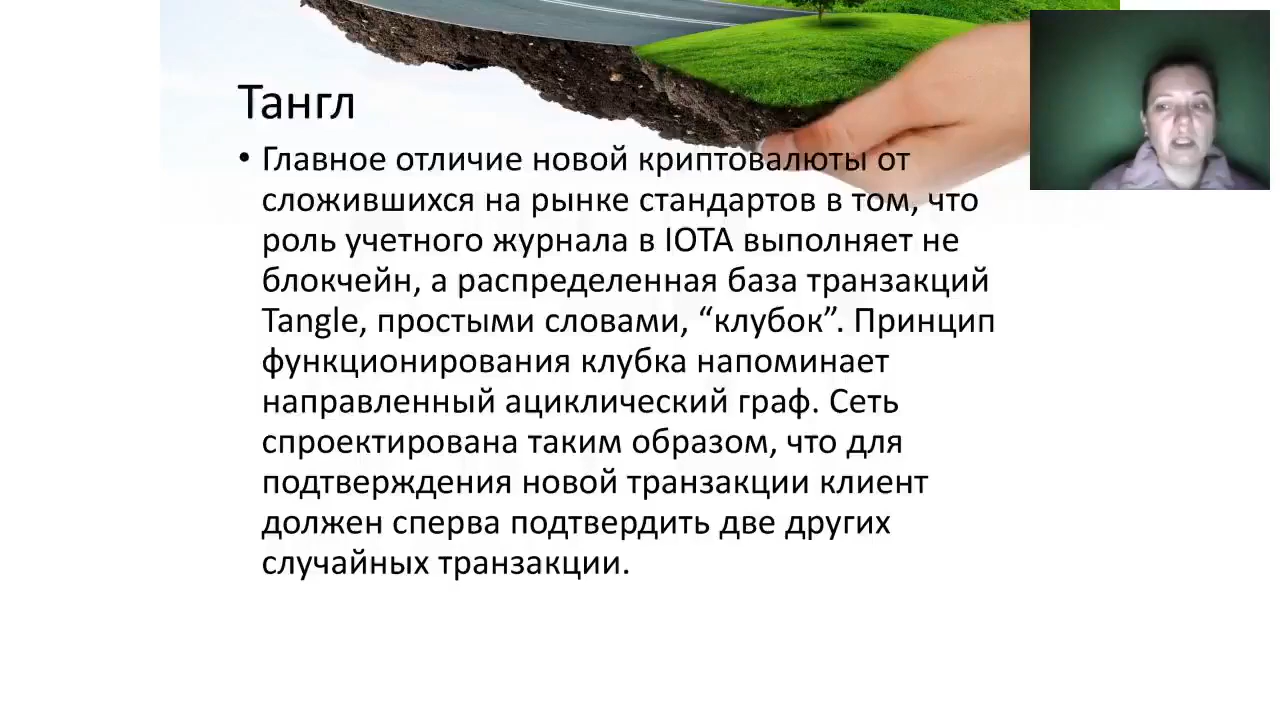 Тангл
• Главное отличие новой криптовалюты от
сложившихся на рынке стандартов в том, что
роль учетного журнала в IOTA выполняет не
блокчейн, а распределенная база транзакций
Tangle, простыми словами, “клубок”. Принцип
функционирования клубка напоминает
направленный ациклический граф. Сеть
спроектирована таким образом, что для
подтверждения новой транзакции клиент
должен сперва подтвердить две других
случайных транзакции.